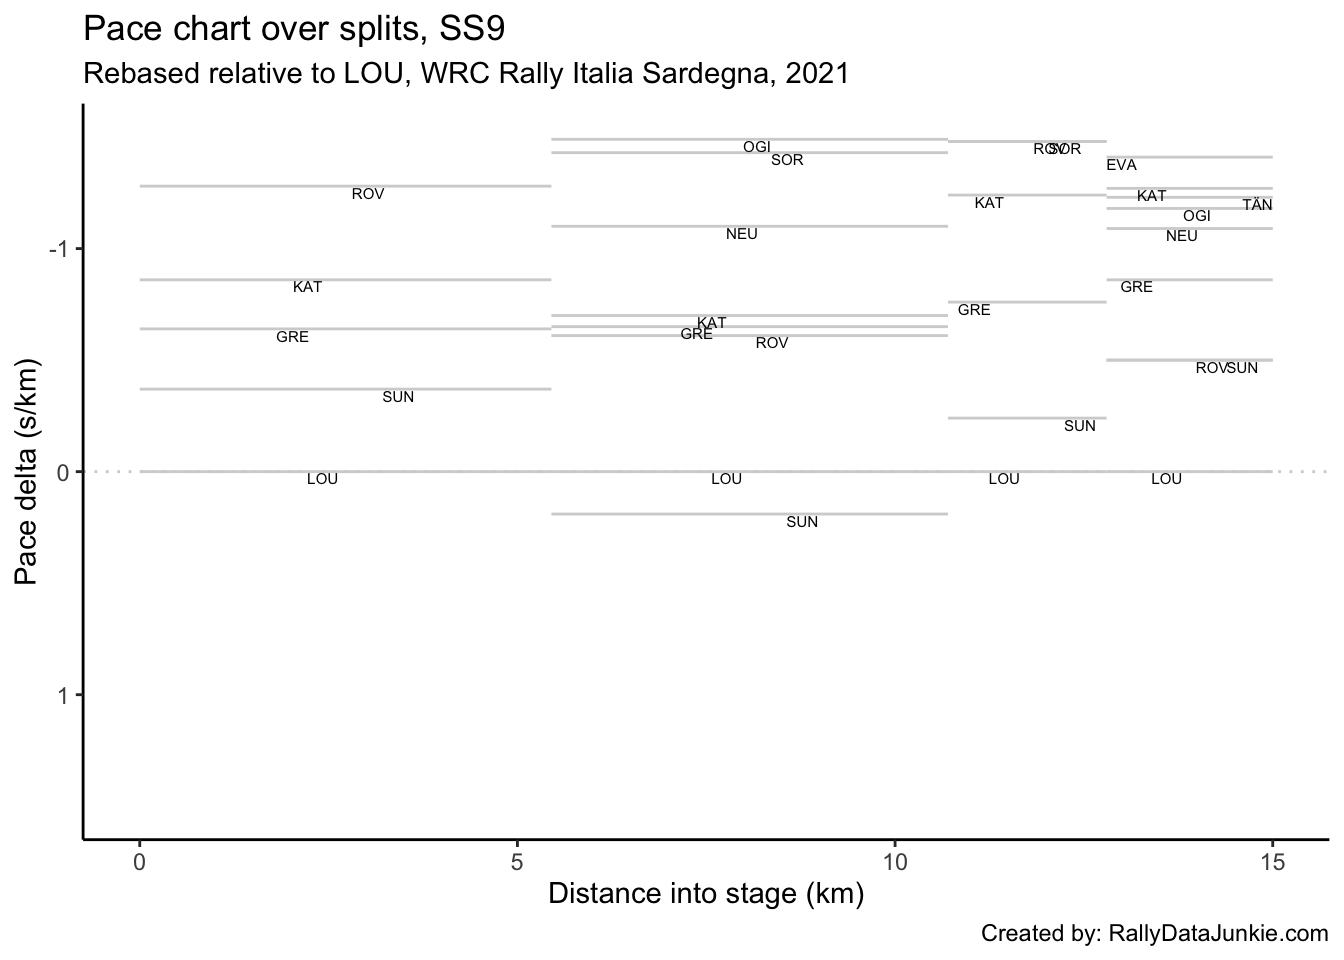 Pace chart over splits, SS9
Rebased relative to LOU, WRC Rally Italia Sardegna, 2021
OGI
ROV
SOR
SOR
EVA
ROV
KAT
KAT
TÄN
OGI
NEU
NEU
-1
KAT
GRE
GRE
KAT
GRE
GRE
ROV
ROV
SUN
SUN
SUN
0
LOU
LOU
LOU
LOU
SUN
1
Pace delta (s/km)
0
5
10
15
Distance into stage (km)
Created by: RallyDataJunkie.com